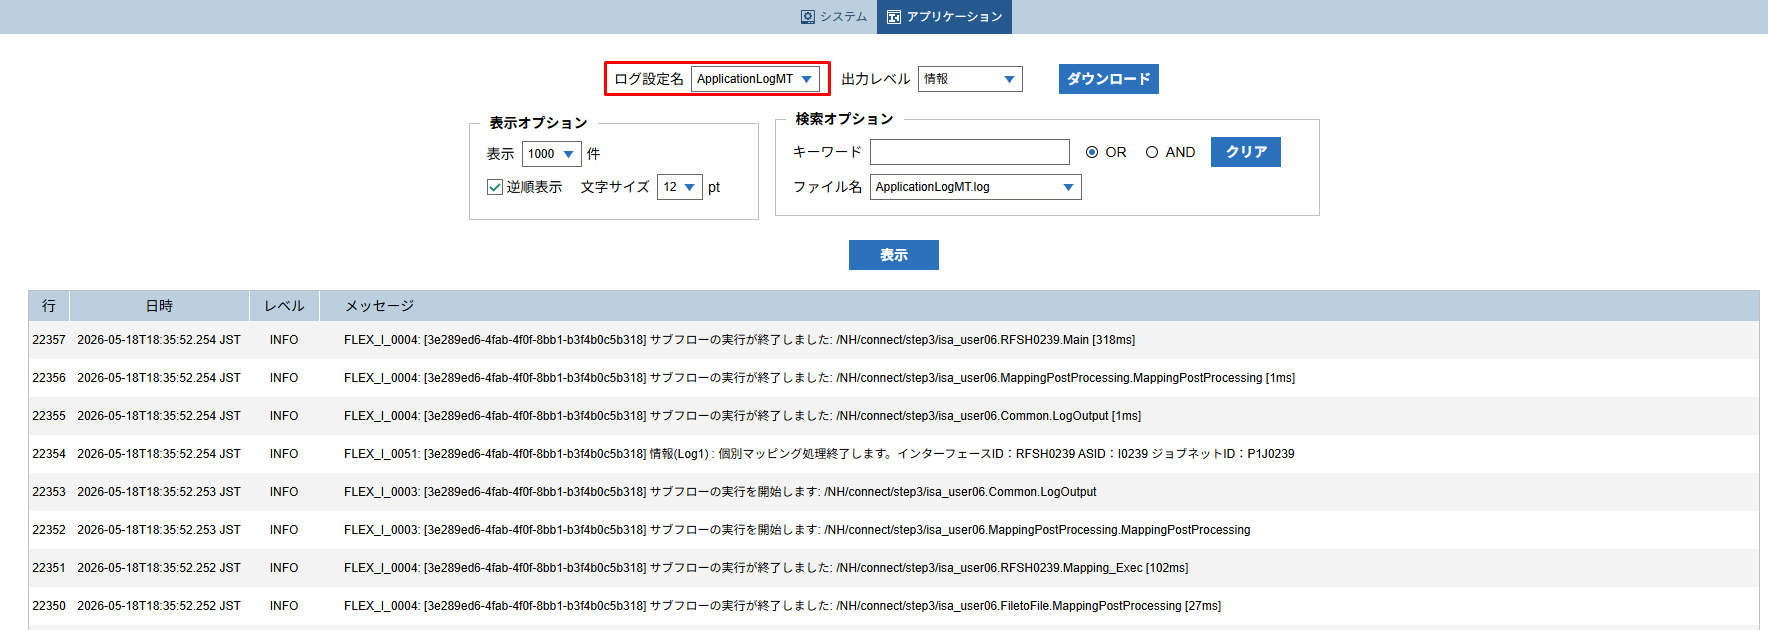 システム アプリケーション
ログ設定名 ApplicationLogMT 出力レベル 情報 ダウンロード
表示オプション
表示 1000 件
逆順表示 文字サイズ 12 pt
検索オプション
キーワード OR AND クリア
ファイル名 ApplicationLogMT.log
表示
行 日時 レベル メッセージ
22357 2026-05-18T18:35:52.254 JST INFO FLEX_I_0004: [3e289ed6-4fab-4f0f-8bb1-b3f4b0c5b318] サブフローの実行が終了しました: /NH/connect/step3/isa_user06.RFSH0239.Main [318ms]
22356 2026-05-18T18:35:52.254 JST INFO FLEX_I_0004: [3e289ed6-4fab-4f0f-8bb1-b3f4b0c5b318] サブフローの実行が終了しました: /NH/connect/step3/isa_user06.MappingPostProcessing.MappingPostProcessing [1ms]
22355 2026-05-18T18:35:52.254 JST INFO FLEX_I_0004: [3e289ed6-4fab-4f0f-8bb1-b3f4b0c5b318] サブフローの実行が終了しました: /NH/connect/step3/isa_user06.Common.LogOutput [1ms]
22354 2026-05-18T18:35:52.254 JST INFO FLEX_I_0051: [3e289ed6-4fab-4f0f-8bb1-b3f4b0c5b318] 情報(Log1) : 個別マッピング処理終了します。インターフェースID：RFSH0239 ASID：I0239 ジョブネットID：P1J0239
22353 2026-05-18T18:35:52.253 JST INFO FLEX_I_0003: [3e289ed6-4fab-4f0f-8bb1-b3f4b0c5b318] サブフローの実行を開始します: /NH/connect/step3/isa_user06.Common.LogOutput
22352 2026-05-18T18:35:52.253 JST INFO FLEX_I_0003: [3e289ed6-4fab-4f0f-8bb1-b3f4b0c5b318] サブフローの実行を開始します: /NH/connect/step3/isa_user06.MappingPostProcessing.MappingPostProcessing
22351 2026-05-18T18:35:52.252 JST INFO FLEX_I_0004: [3e289ed6-4fab-4f0f-8bb1-b3f4b0c5b318] サブフローの実行が終了しました: /NH/connect/step3/isa_user06.RFSH0239.Mapping_Exec [102ms]
22350 2026-05-18T18:35:52.252 JST INFO FLEX_I_0004: [3e289ed6-4fab-4f0f-8bb1-b3f4b0c5b318] サブフローの実行が終了しました: /NH/connect/step3/isa_user06.FiletoFile.MappingPostProcessing [27ms]